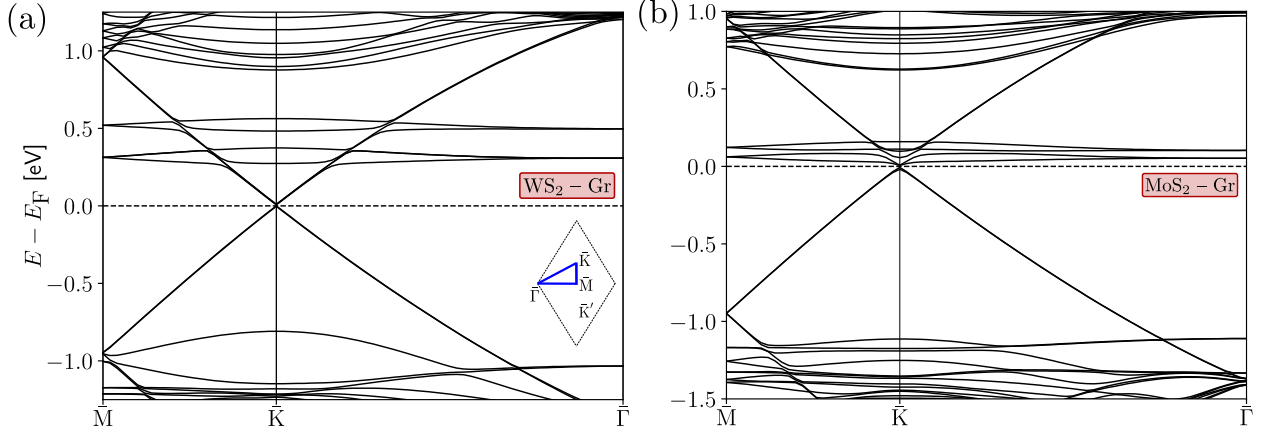 (a)
E − E_F [eV]
1.0
0.5
0.0
−0.5
−1.0
WS₂ − Gr
K̄
M̄
Γ̄
K̄′
M̄
K̄
Γ̄
(b)
1.0
0.5
0.0
−0.5
−1.0
−1.5
MoS₂ − Gr
M̄
K̄
Γ̄